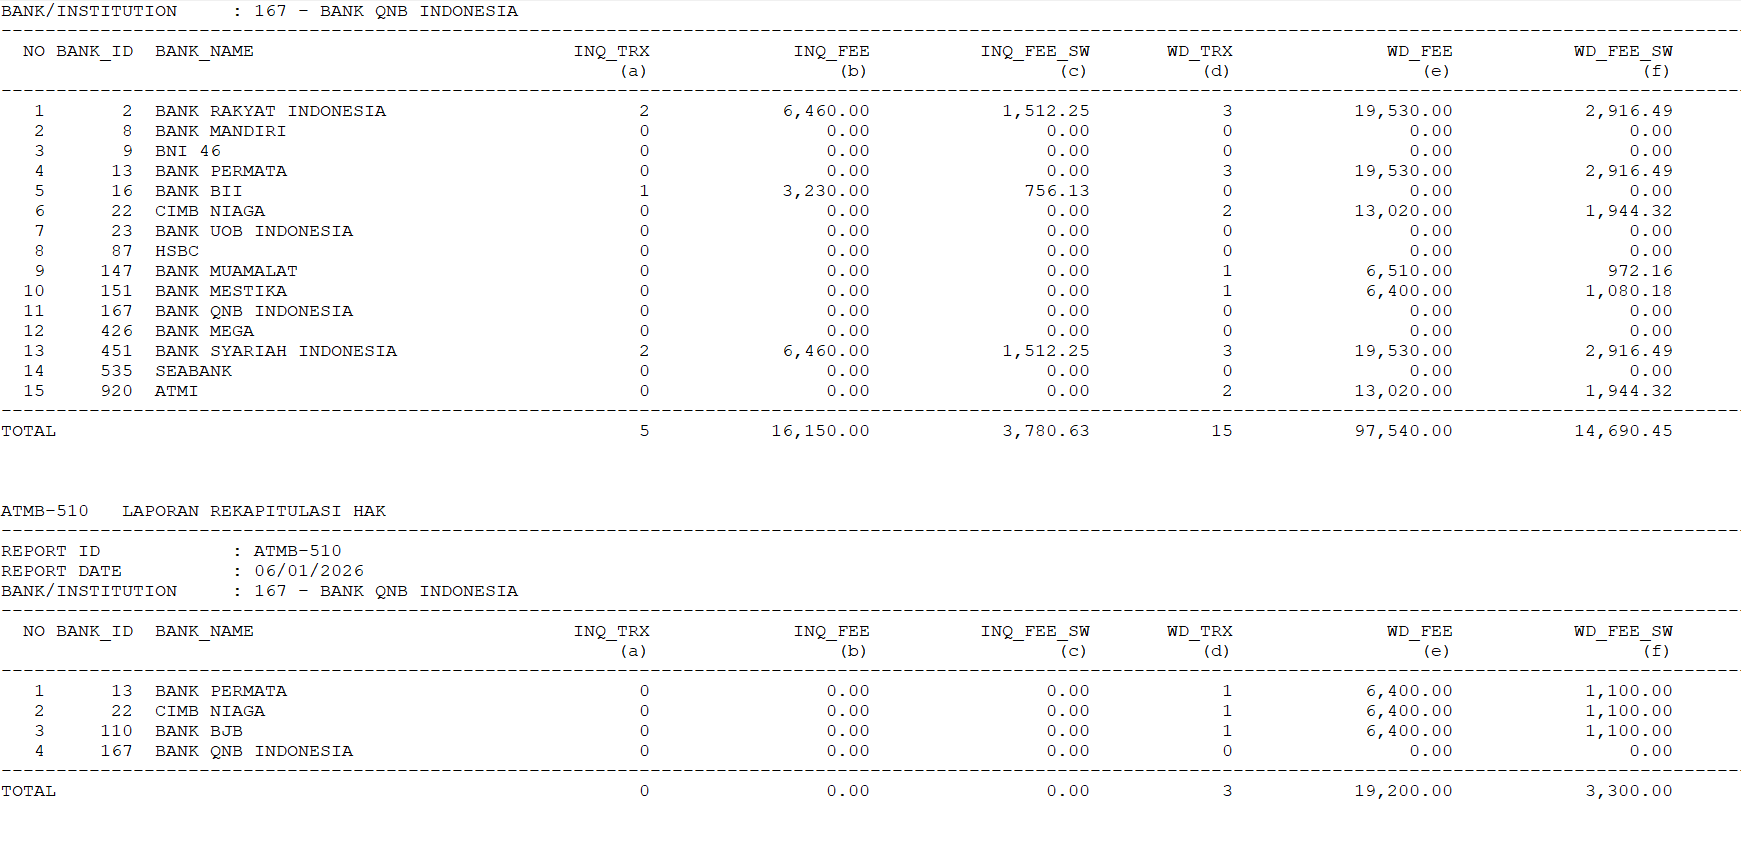 BANK/INSTITUTION     : 167 - BANK QNB INDONESIA
NO BANK_ID  BANK_NAME  INQ_TRX  INQ_FEE  INQ_FEE_SW  WD_TRX  WD_FEE  WD_FEE_SW
(a)  (b)  (c)  (d)  (e)  (f)
1  2  BANK RAKYAT INDONESIA  2  6,460.00  1,512.25  3  19,530.00  2,916.49
2  8  BANK MANDIRI  0  0.00  0.00  0  0.00  0.00
3  9  BNI 46  0  0.00  0.00  0  0.00  0.00
4  13  BANK PERMATA  0  0.00  0.00  3  19,530.00  2,916.49
5  16  BANK BII  1  3,230.00  756.13  0  0.00  0.00
6  22  CIMB NIAGA  0  0.00  0.00  2  13,020.00  1,944.32
7  23  BANK UOB INDONESIA  0  0.00  0.00  0  0.00  0.00
8  87  HSBC  0  0.00  0.00  0  0.00  0.00
9  147  BANK MUAMALAT  0  0.00  0.00  1  6,510.00  972.16
10  151  BANK MESTIKA  0  0.00  0.00  1  6,400.00  1,080.18
11  167  BANK QNB INDONESIA  0  0.00  0.00  0  0.00  0.00
12  426  BANK MEGA  0  0.00  0.00  0  0.00  0.00
13  451  BANK SYARIAH INDONESIA  2  6,460.00  1,512.25  3  19,530.00  2,916.49
14  535  SEABANK  0  0.00  0.00  0  0.00  0.00
15  920  ATMI  0  0.00  0.00  2  13,020.00  1,944.32
TOTAL  5  16,150.00  3,780.63  15  97,540.00  14,690.45
ATMB-510   LAPORAN REKAPITULASI HAK
REPORT ID            : ATMB-510
REPORT DATE          : 06/01/2026
BANK/INSTITUTION     : 167 - BANK QNB INDONESIA
NO BANK_ID  BANK_NAME  INQ_TRX  INQ_FEE  INQ_FEE_SW  WD_TRX  WD_FEE  WD_FEE_SW
(a)  (b)  (c)  (d)  (e)  (f)
1  13  BANK PERMATA  0  0.00  0.00  1  6,400.00  1,100.00
2  22  CIMB NIAGA  0  0.00  0.00  1  6,400.00  1,100.00
3  110  BANK BJB  0  0.00  0.00  1  6,400.00  1,100.00
4  167  BANK QNB INDONESIA  0  0.00  0.00  0  0.00  0.00
TOTAL  0  0.00  0.00  3  19,200.00  3,300.00